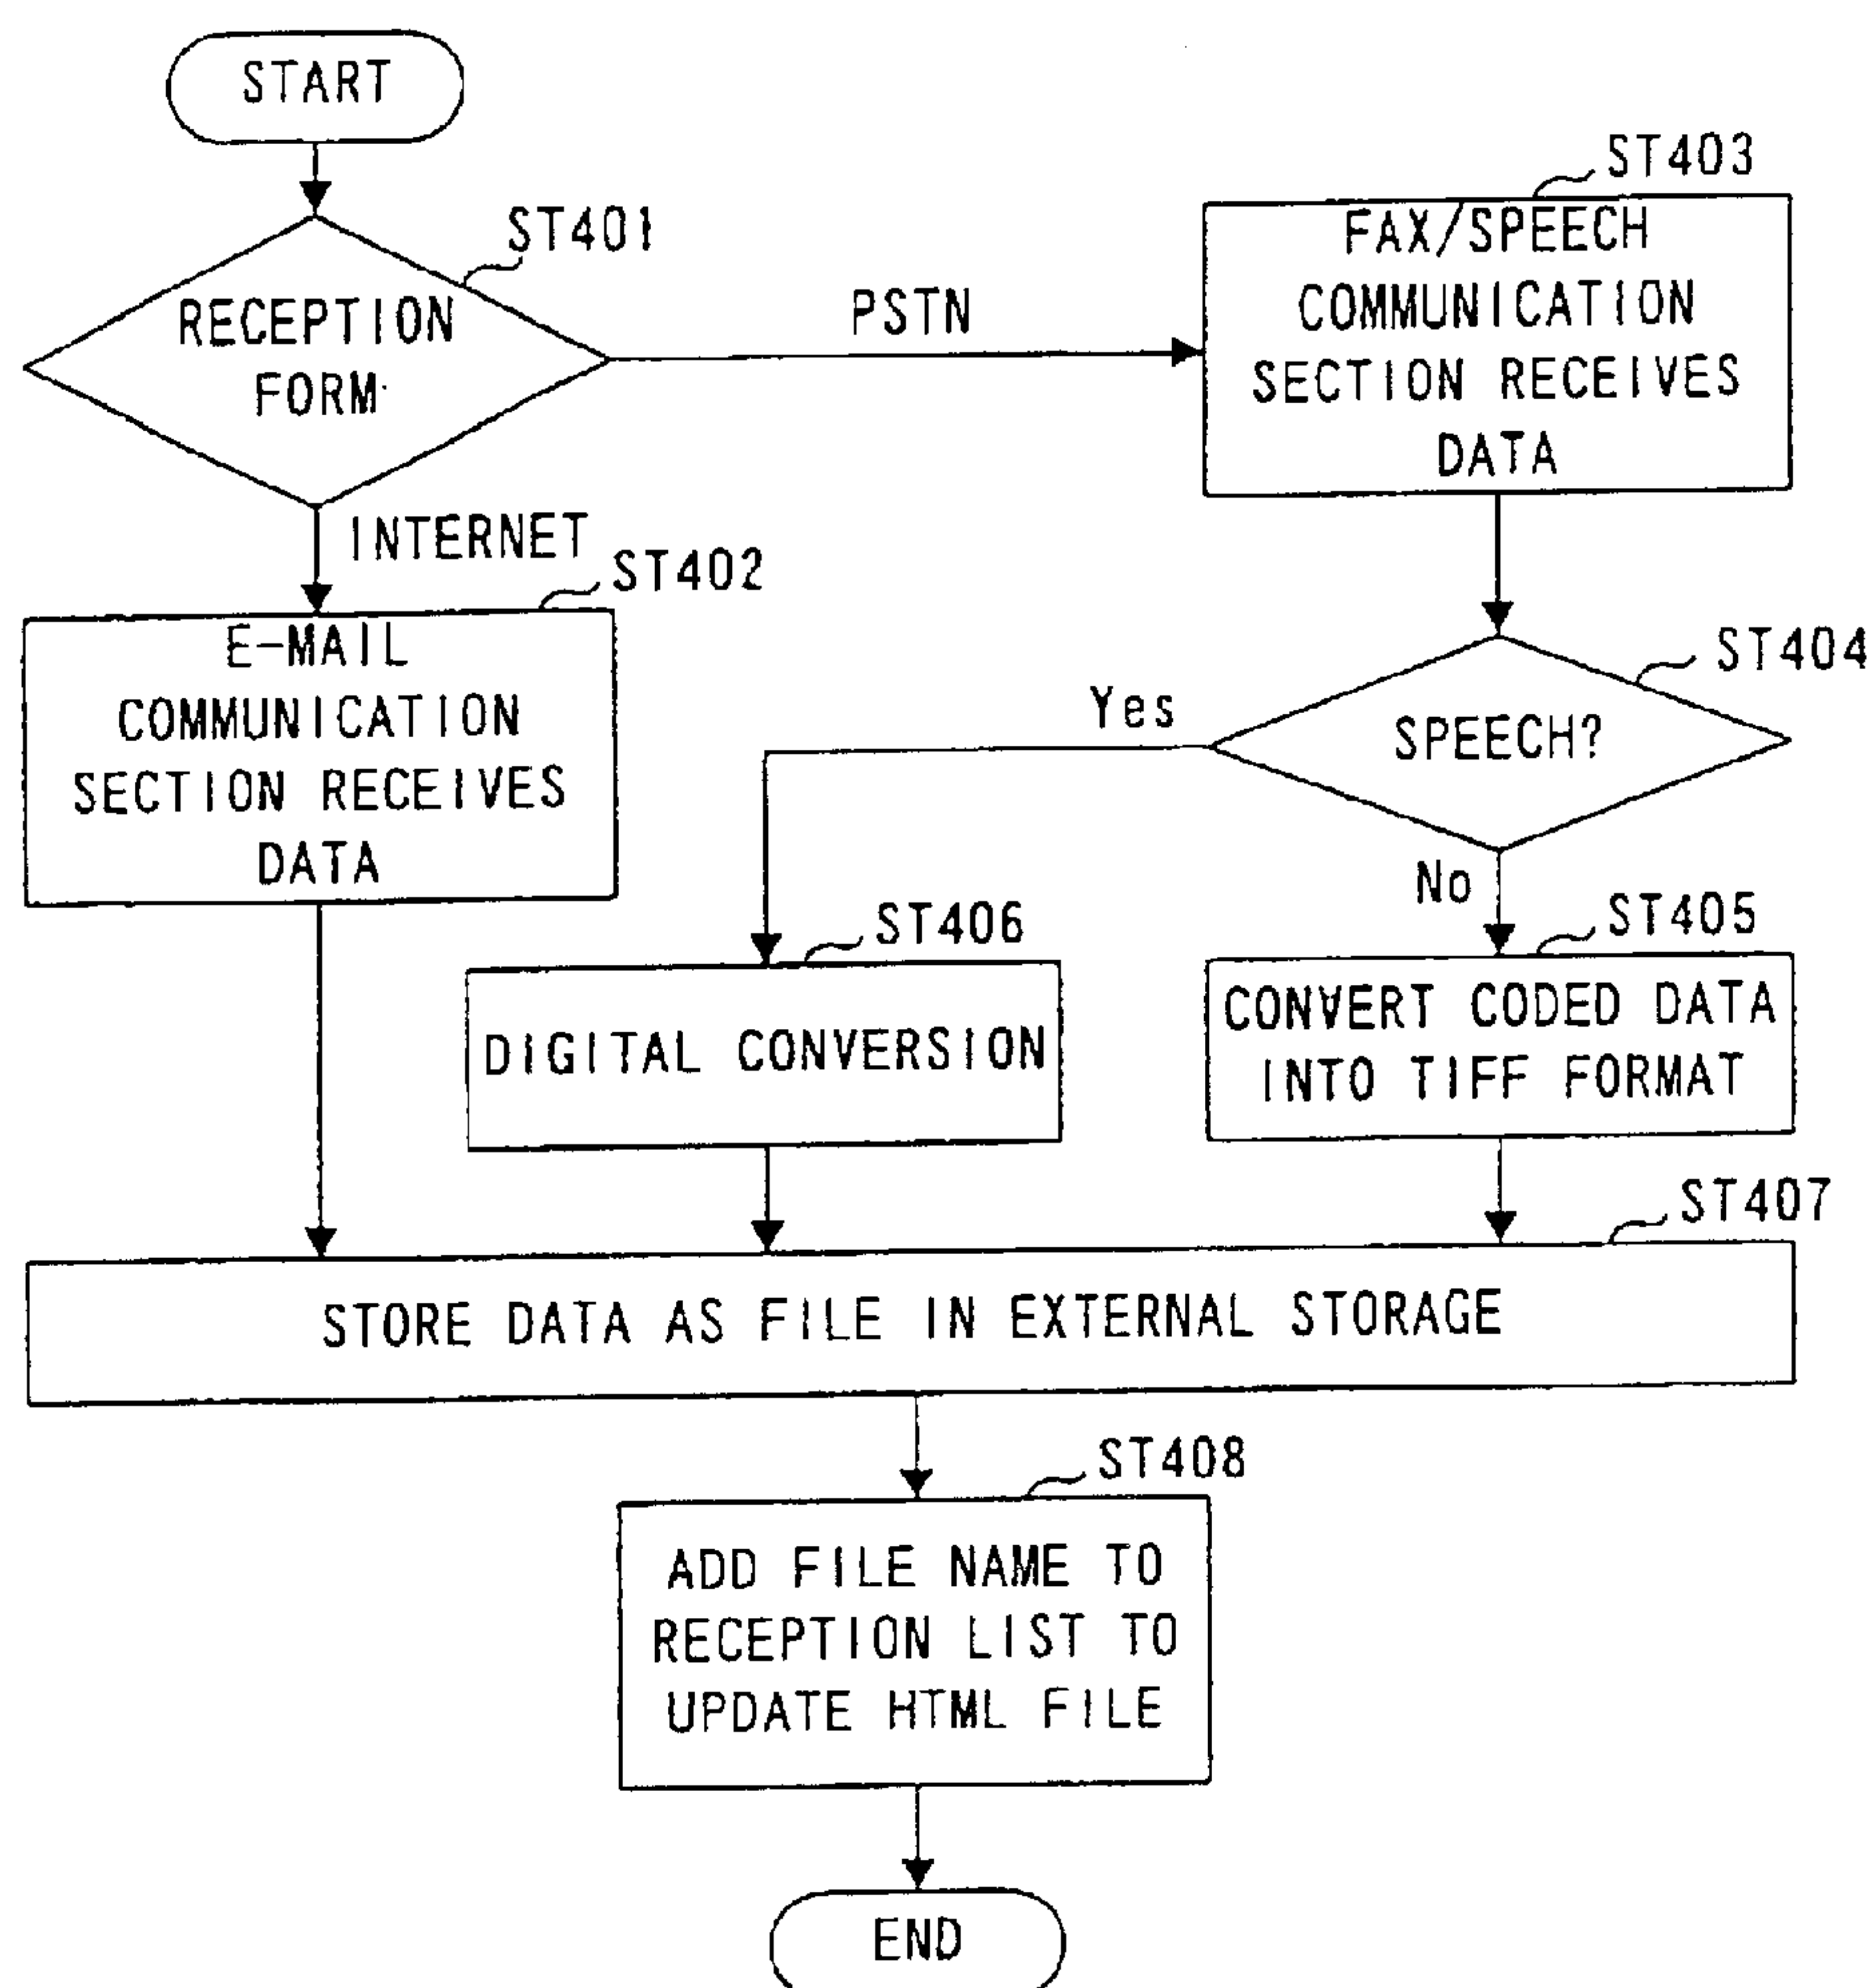 START
ST401
RECEPTION
FORM
PSTN
ST403
FAX/SPEECH
COMMUNICATION
SECTION RECEIVES
DATA
INTERNET
ST402
E-MAIL
COMMUNICATION
SECTION RECEIVES
DATA
ST404
SPEECH?
Yes
No
ST406
DIGITAL CONVERSION
ST405
CONVERT CODED DATA
INTO TIFF FORMAT
ST407
STORE DATA AS FILE IN EXTERNAL STORAGE
ST408
ADD FILE NAME TO
RECEPTION LIST TO
UPDATE HTML FILE
END